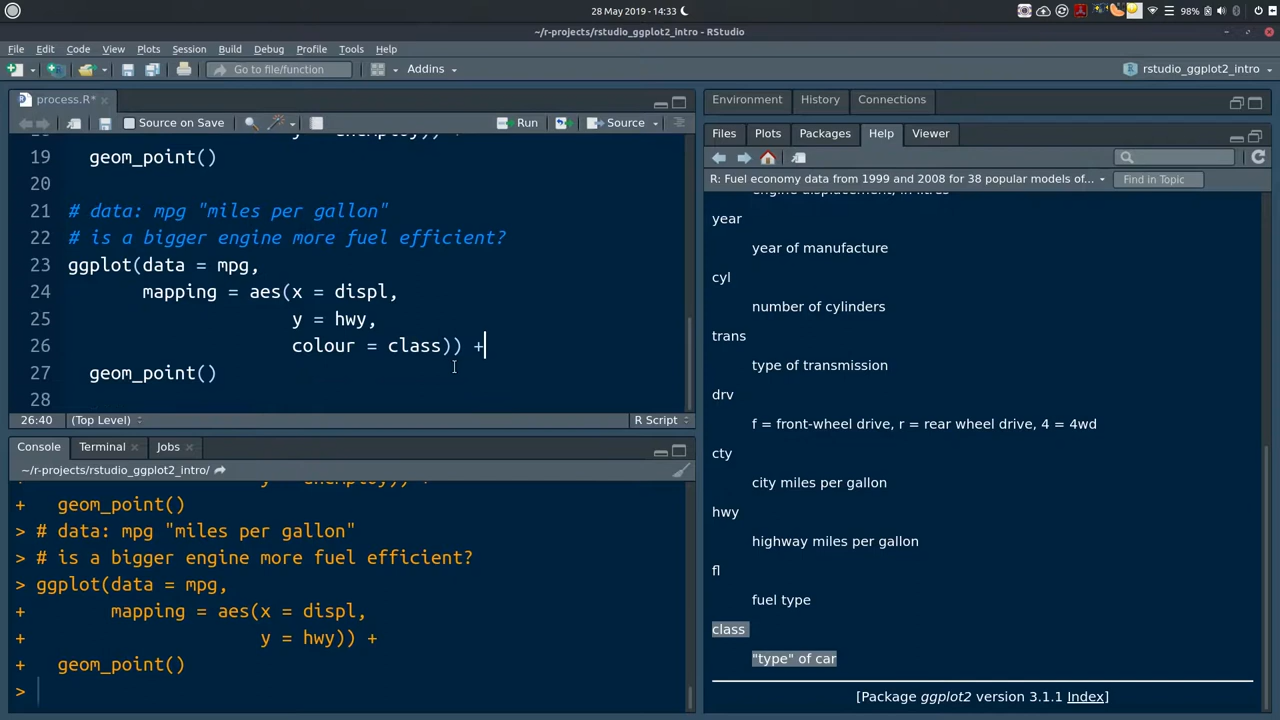 28 May 2019 - 14:33
98%
~/r-projects/rstudio_ggplot2_intro - RStudio
File Edit Code View Plots Session Build Debug Profile Tools Help
Go to file/function Addins rstudio_ggplot2_intro
process.R*
Source on Save Run Source
19 geom_point()
20
21 # data: mpg "miles per gallon"
22 # is a bigger engine more fuel efficient?
23 ggplot(data = mpg,
24 mapping = aes(x = displ,
25 y = hwy,
26 colour = class)) +
27 geom_point()
28
26:40 (Top Level) R Script
Console Terminal Jobs
~/r-projects/rstudio_ggplot2_intro/
+ geom_point()
> # data: mpg "miles per gallon"
> # is a bigger engine more fuel efficient?
> ggplot(data = mpg,
+ mapping = aes(x = displ,
+ y = hwy)) +
+ geom_point()
>
Environment History Connections
Files Plots Packages Help Viewer
R: Fuel economy data from 1999 and 2008 for 38 popular models of... Find in Topic
engine displacement, in litres
year
year of manufacture
cyl
number of cylinders
trans
type of transmission
drv
f = front-wheel drive, r = rear wheel drive, 4 = 4wd
cty
city miles per gallon
hwy
highway miles per gallon
fl
fuel type
class
"type" of car
[Package ggplot2 version 3.1.1 Index]